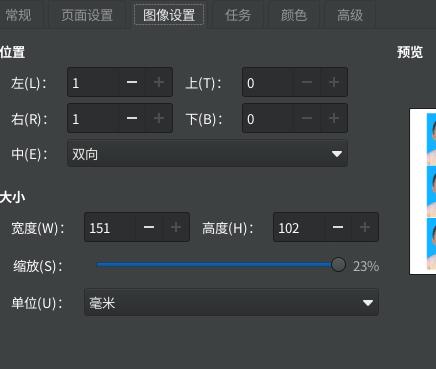 常规 页面设置 图像设置 任务 颜色 高级
位置 预览
左(L): 1 − + 上(T): 0 − +
右(R): 1 − + 下(B): 0 − +
中(E): 双向
大小
宽度(W): 151 − + 高度(H): 102 − +
缩放(S): 23%
单位(U): 毫米